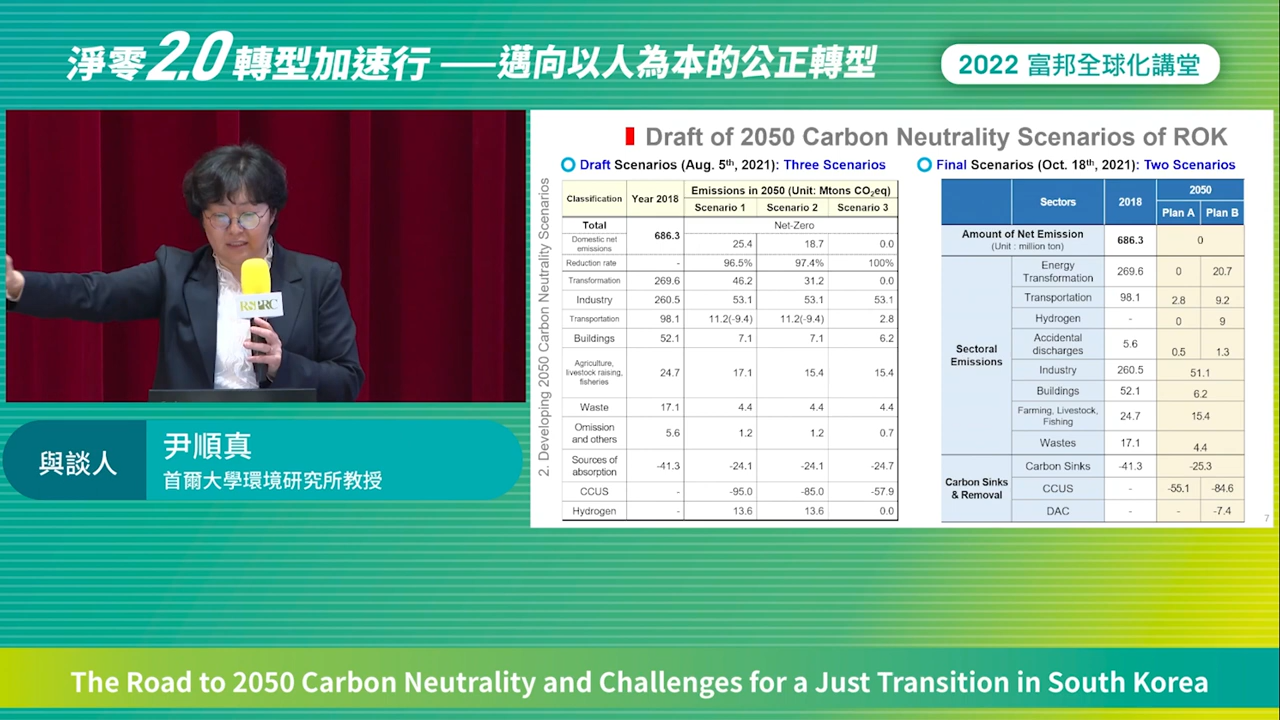 淨零2.0轉型加速行——邁向以人為本的公正轉型
2022 富邦全球化講堂
RSPRC
與談人
尹順真
首爾大學環境研究所教授
Draft of 2050 Carbon Neutrality Scenarios of ROK
2. Developing 2050 Carbon Neutrality Scenarios
Draft Scenarios (Aug. 5th, 2021): Three Scenarios
Classification Year 2018 Emissions in 2050 (Unit: Mtons CO2eq)
Scenario 1 Scenario 2 Scenario 3
Total 686.3 Net-Zero
Domestic net emissions 25.4 18.7 0.0
Reduction rate - 96.5% 97.4% 100%
Transformation 269.6 46.2 31.2 0.0
Industry 260.5 53.1 53.1 53.1
Transportation 98.1 11.2(-9.4) 11.2(-9.4) 2.8
Buildings 52.1 7.1 7.1 6.2
Agriculture, livestock raising, fisheries 24.7 17.1 15.4 15.4
Waste 17.1 4.4 4.4 4.4
Omission and others 5.6 1.2 1.2 0.7
Sources of absorption -41.3 -24.1 -24.1 -24.7
CCUS - -95.0 -85.0 -57.9
Hydrogen - 13.6 13.6 0.0
Final Scenarios (Oct. 18th, 2021): Two Scenarios
Sectors 2018 2050
Plan A Plan B
Amount of Net Emission (Unit : million ton) 686.3 0
Sectoral Emissions
Energy Transformation 269.6 0 20.7
Transportation 98.1 2.8 9.2
Hydrogen - 0 9
Accidental discharges 5.6 0.5 1.3
Industry 260.5 51.1
Buildings 52.1 6.2
Farming, Livestock, Fishing 24.7 15.4
Wastes 17.1 4.4
Carbon Sinks & Removal
Carbon Sinks -41.3 -25.3
CCUS - -55.1 -84.6
DAC - - -7.4
7
The Road to 2050 Carbon Neutrality and Challenges for a Just Transition in South Korea